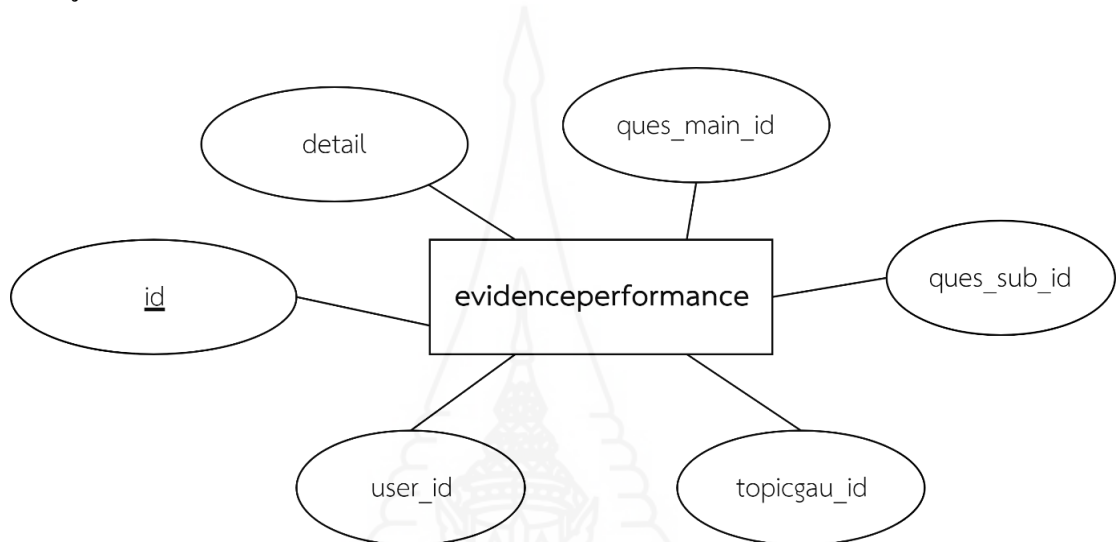 detail
ques_main_id
id
evidenceperformance
ques_sub_id
user_id
topicgau_id